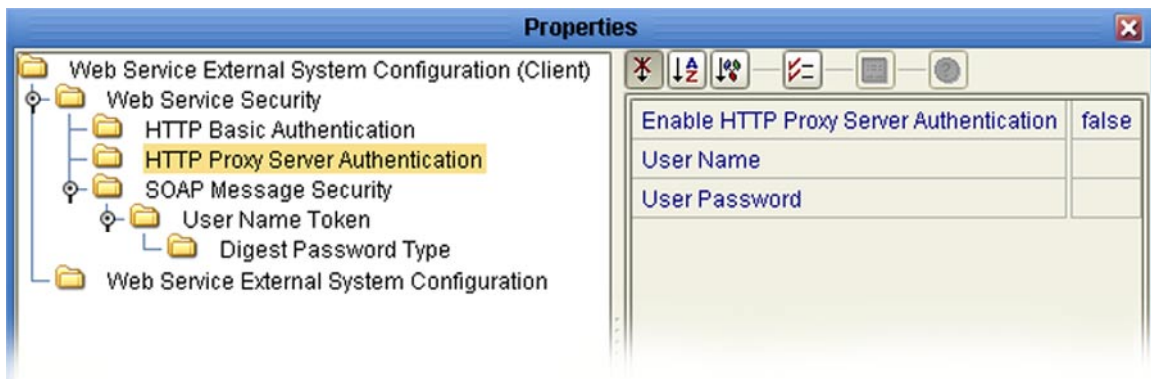 Properties
Web Service External System Configuration (Client)
Web Service Security
HTTP Basic Authentication
HTTP Proxy Server Authentication
SOAP Message Security
User Name Token
Digest Password Type
Web Service External System Configuration
Enable HTTP Proxy Server Authentication false
User Name
User Password